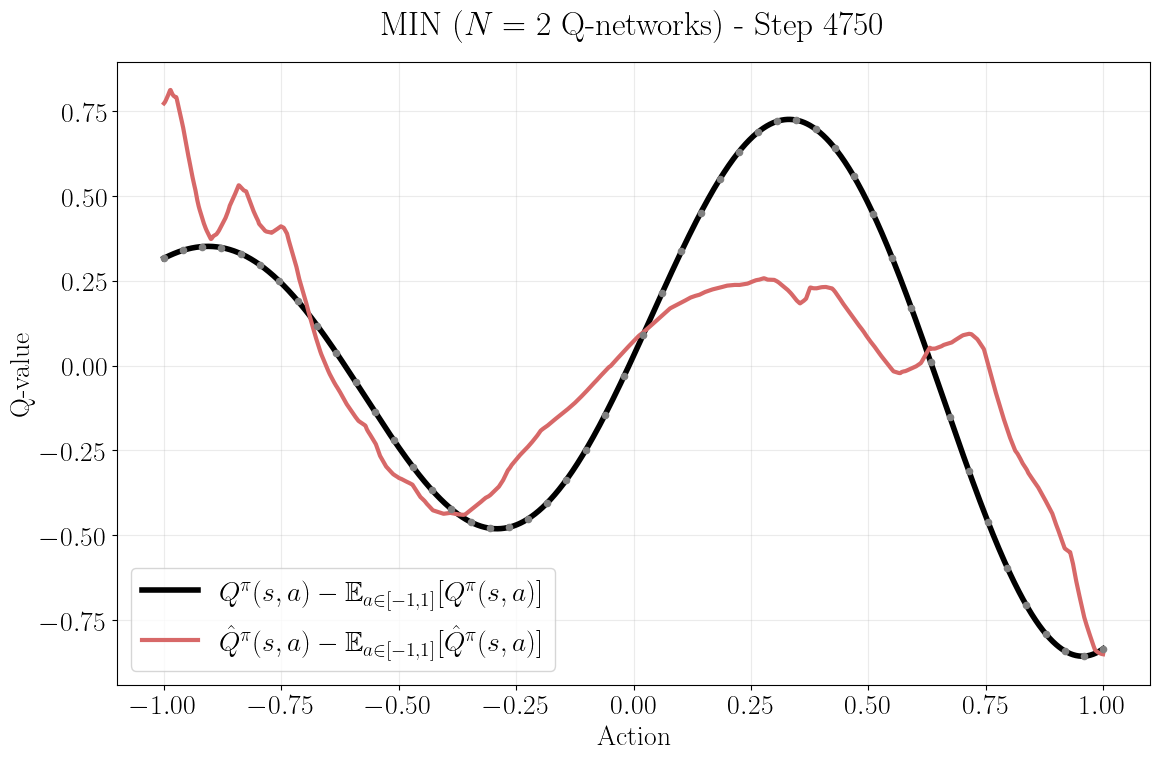 MIN (N = 2 Q-networks) - Step 4750
Q-value
0.75
0.50
0.25
0.00
−0.25
−0.50
−0.75
Q^π(s, a) − 𝔼_{a∈[−1,1]}[Q^π(s, a)]
Q̂^π(s, a) − 𝔼_{a∈[−1,1]}[Q̂^π(s, a)]
−1.00 −0.75 −0.50 −0.25 0.00 0.25 0.50 0.75 1.00
Action